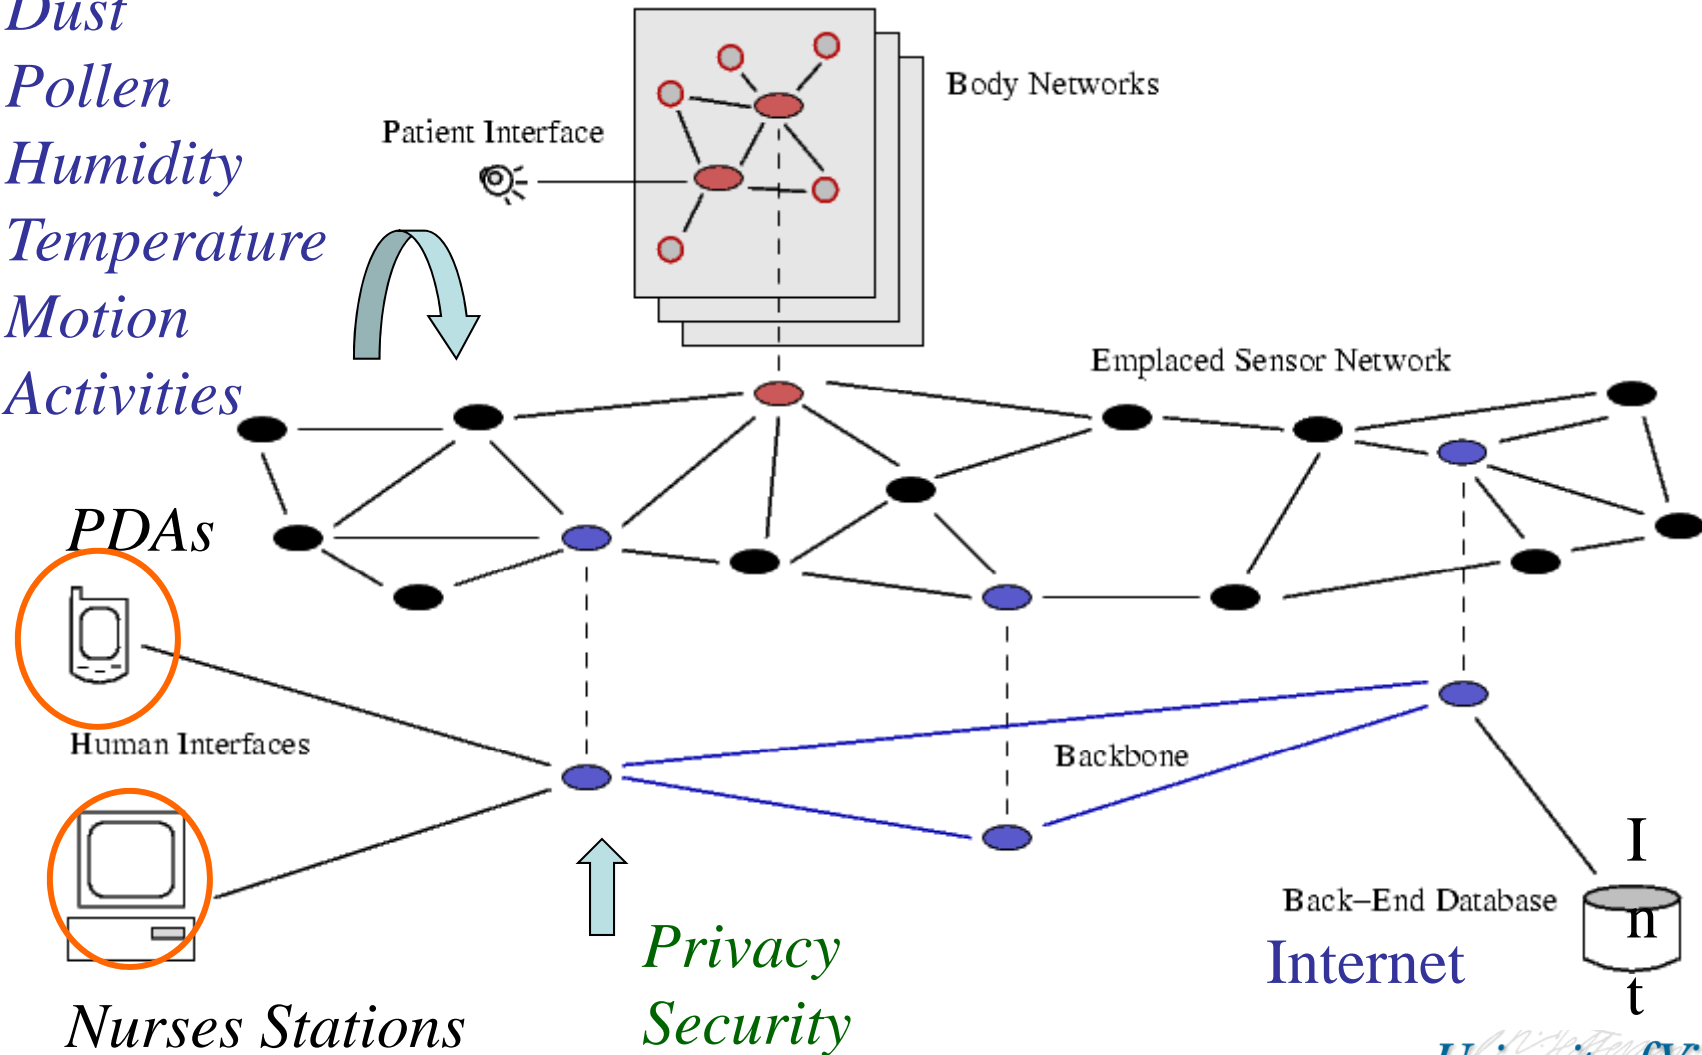 Dust
Pollen
Humidity
Temperature
Motion
Activities
Body Networks
Patient Interface
Emplaced Sensor Network
PDAs
Human Interfaces
Backbone
Back–End Database
I
n
t
Internet
Privacy
Security
Nurses Stations